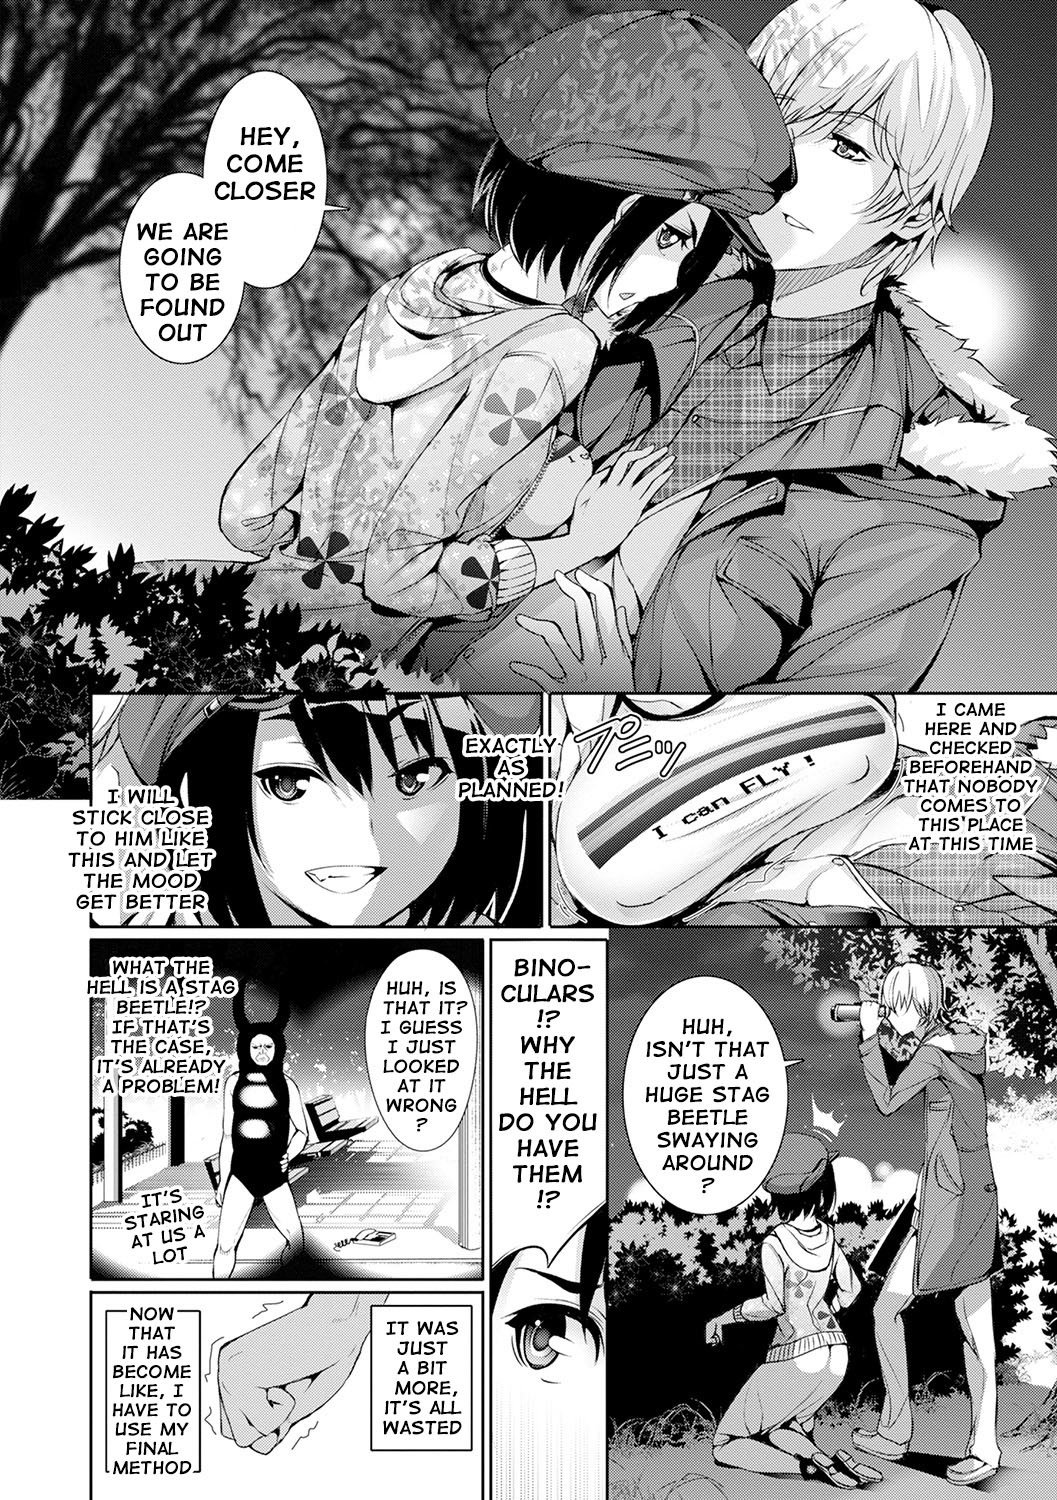 HEY,
COME
CLOSER
WE ARE
GOING
TO BE
FOUND
OUT
I CAME
HERE AND
CHECKED
BEFOREHAND
THAT NOBODY
COMES TO
THIS PLACE
AT THIS TIME
I can FLY!
EXACTLY
AS
PLANNED!
I WILL
STICK CLOSE
TO HIM LIKE
THIS AND LET
THE MOOD
GET BETTER
HUH,
ISN'T THAT
JUST A
HUGE STAG
BEETLE
SWAYING
AROUND
?
BINO-
CULARS
!?
WHY
THE
HELL
DO YOU
HAVE
THEM
!?
HUH, IS
THAT IT?
I GUESS
I JUST
LOOKED
AT IT
WRONG
?
WHAT THE
HELL IS A STAG
BEETLE!?
IF THAT'S
THE CASE,
IT'S ALREADY
A PROBLEM!
IT'S
STARING
AT US A
LOT
IT WAS
JUST
A BIT
MORE,
IT'S ALL
WASTED
NOW
THAT
IT HAS
BECOME
LIKE, I
HAVE TO
USE MY
FINAL
METHOD